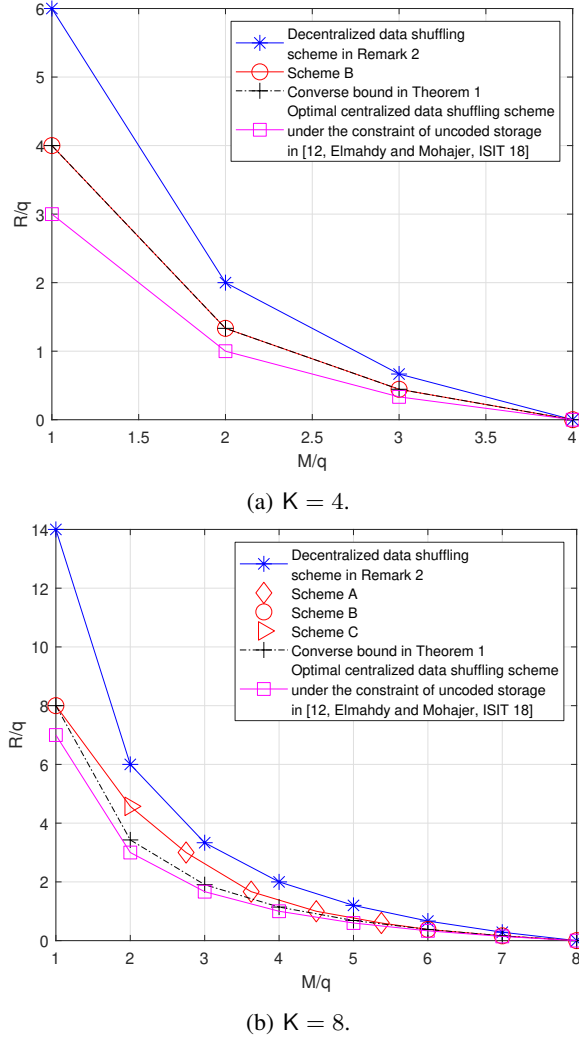 6
5
4
3
2
1
0
R/q
Decentralized data shuffling
scheme in Remark 2
Scheme B
Converse bound in Theorem 1
Optimal centralized data shuffling scheme
under the constraint of uncoded storage
in [12, Elmahdy and Mohajer, ISIT 18]
1 1.5 2 2.5 3 3.5 4
M/q
(a) K = 4.
14
12
10
8
6
4
2
0
R/q
Decentralized data shuffling
scheme in Remark 2
Scheme A
Scheme B
Scheme C
Converse bound in Theorem 1
Optimal centralized data shuffling scheme
under the constraint of uncoded storage
in [12, Elmahdy and Mohajer, ISIT 18]
1 2 3 4 5 6 7 8
M/q
(b) K = 8.